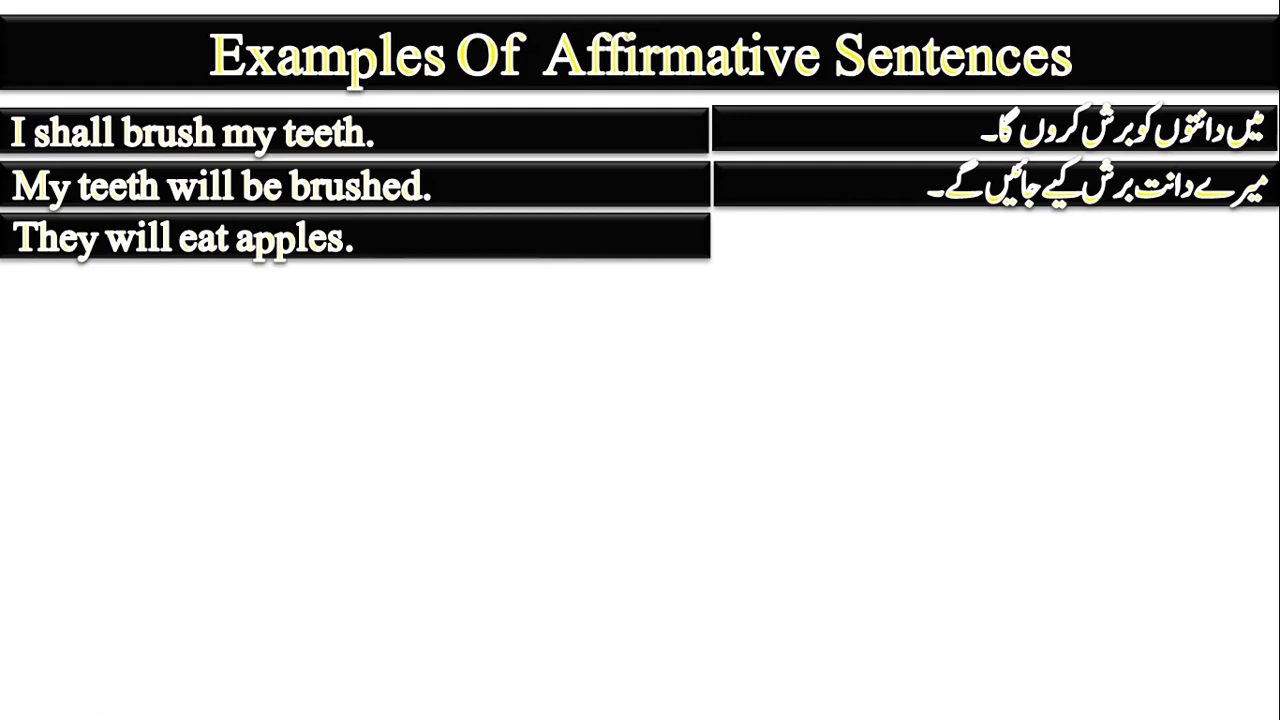 Examples Of Affirmative Sentences
I shall brush my teeth.
میں دانتوں کو برش کروں گا۔
My teeth will be brushed.
میرے دانت برش کیے جائیں گے۔
They will eat apples.